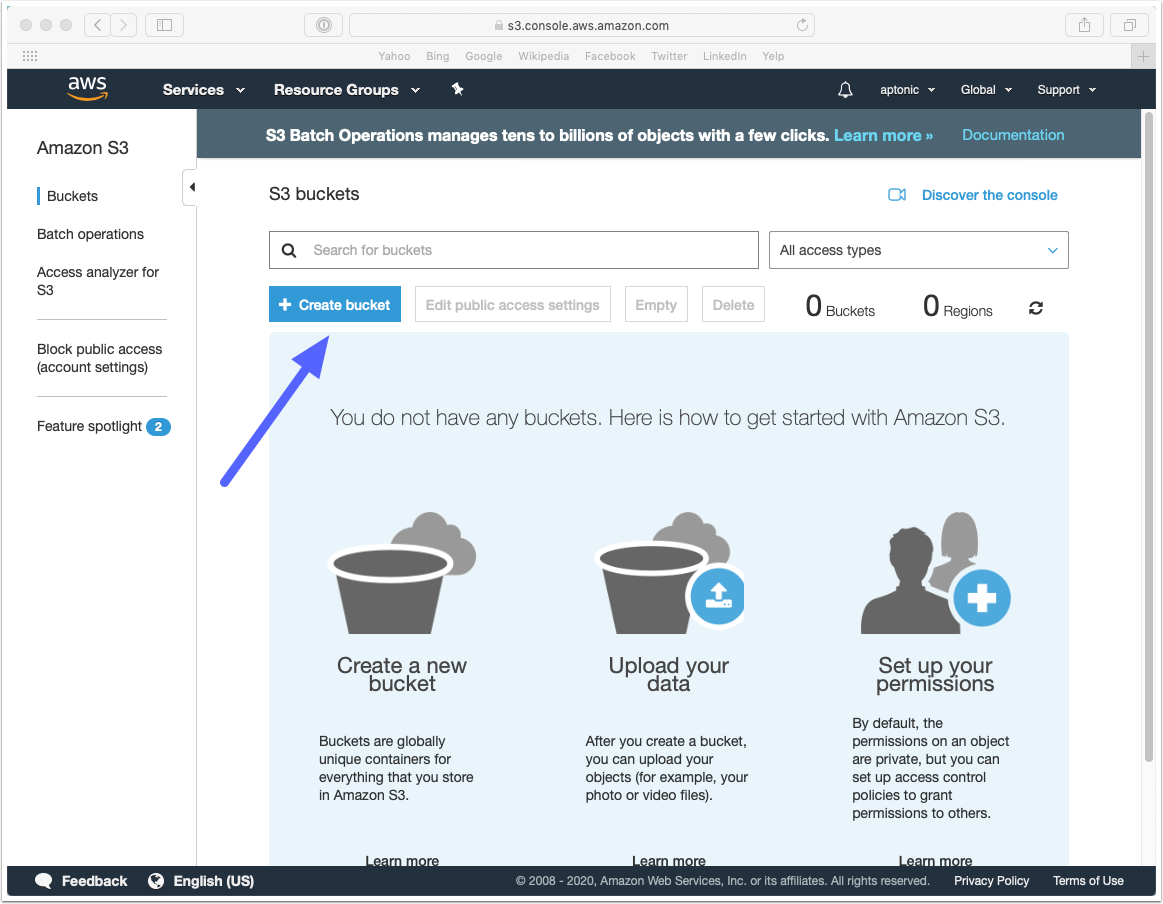 s3.console.aws.amazon.com
Yahoo Bing Google Wikipedia Facebook Twitter LinkedIn Yelp
aws Services Resource Groups aptonic Global Support
S3 Batch Operations manages tens to billions of objects with a few clicks. Learn more » Documentation
Amazon S3
Buckets
Batch operations
Access analyzer for
S3
Block public access
(account settings)
Feature spotlight 2
S3 buckets
Discover the console
Search for buckets
All access types
Create bucket Edit public access settings Empty Delete 0 Buckets 0 Regions
You do not have any buckets. Here is how to get started with Amazon S3.
Create a new
bucket
Buckets are globally
unique containers for
everything that you store
in Amazon S3.
Learn more
Upload your
data
After you create a bucket,
you can upload your
objects (for example, your
photo or video files).
Learn more
Set up your
permissions
By default, the
permissions on an object
are private, but you can
set up access control
policies to grant
permissions to others.
Learn more
Feedback English (US) © 2008 - 2020, Amazon Web Services, Inc. or its affiliates. All rights reserved. Privacy Policy Terms of Use